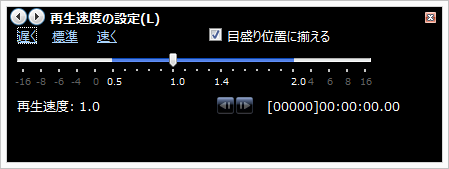 再生速度の設定(L)
遅く 標準 速く 目盛り位置に揃える
-16 -8 -6 -4 0 0.5 1.0 1.4 2.0 4 6 8 16
再生速度: 1.0 [00000]00:00:00.00